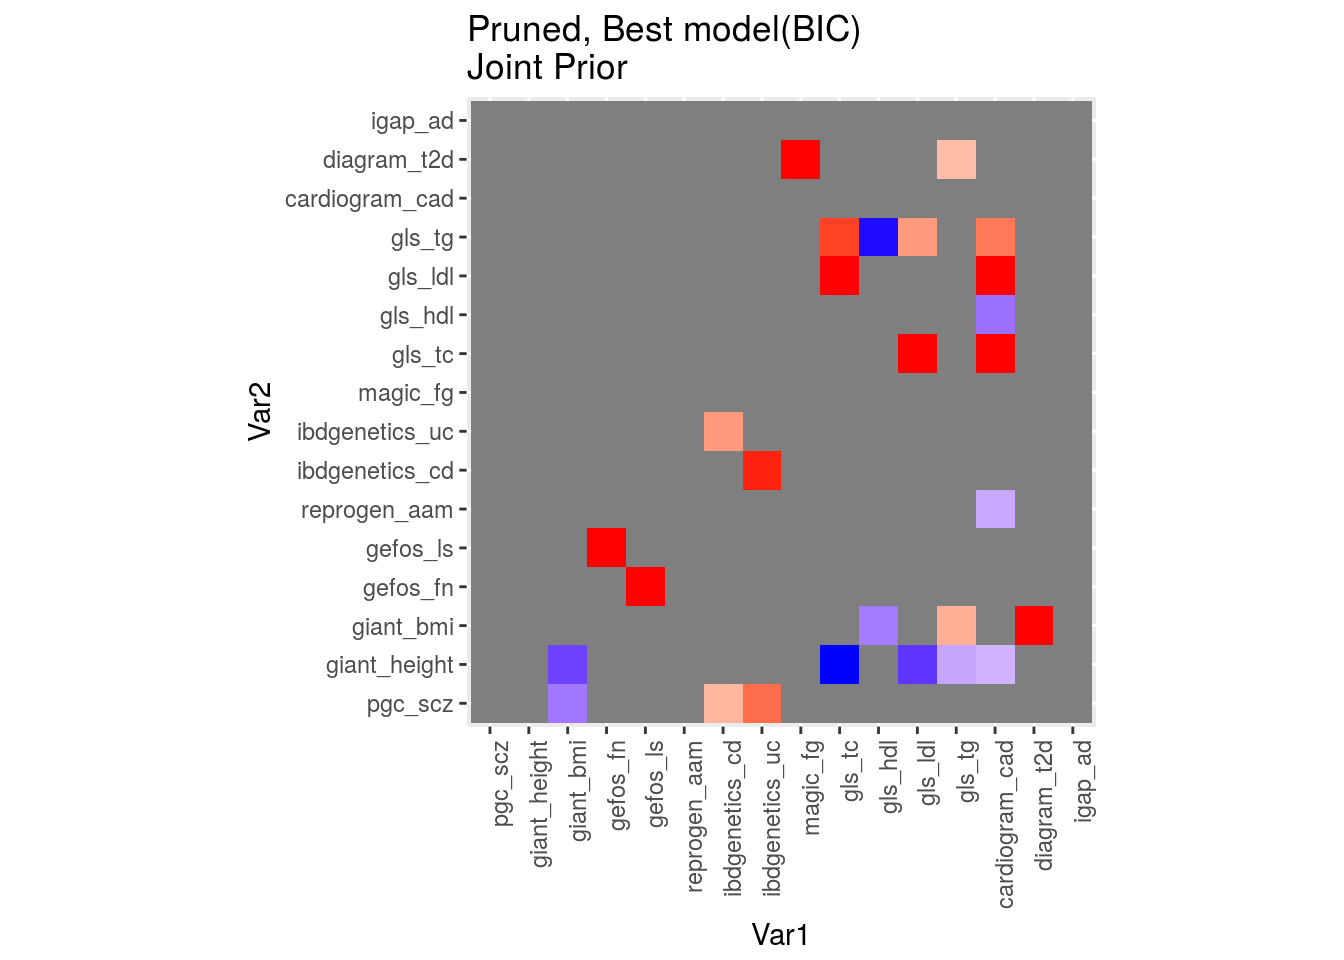 Pruned, Best model(BIC)
Joint Prior
igap_ad
diagram_t2d
cardiogram_cad
gls_tg
gls_ldl
gls_hdl
gls_tc
magic_fg
ibdgenetics_uc
ibdgenetics_cd
reprogen_aam
gefos_ls
gefos_fn
giant_bmi
giant_height
pgc_scz
Var2
pgc_scz
giant_height
giant_bmi
gefos_fn
gefos_ls
reprogen_aam
ibdgenetics_cd
ibdgenetics_uc
magic_fg
gls_tc
gls_hdl
gls_ldl
gls_tg
cardiogram_cad
diagram_t2d
igap_ad
Var1